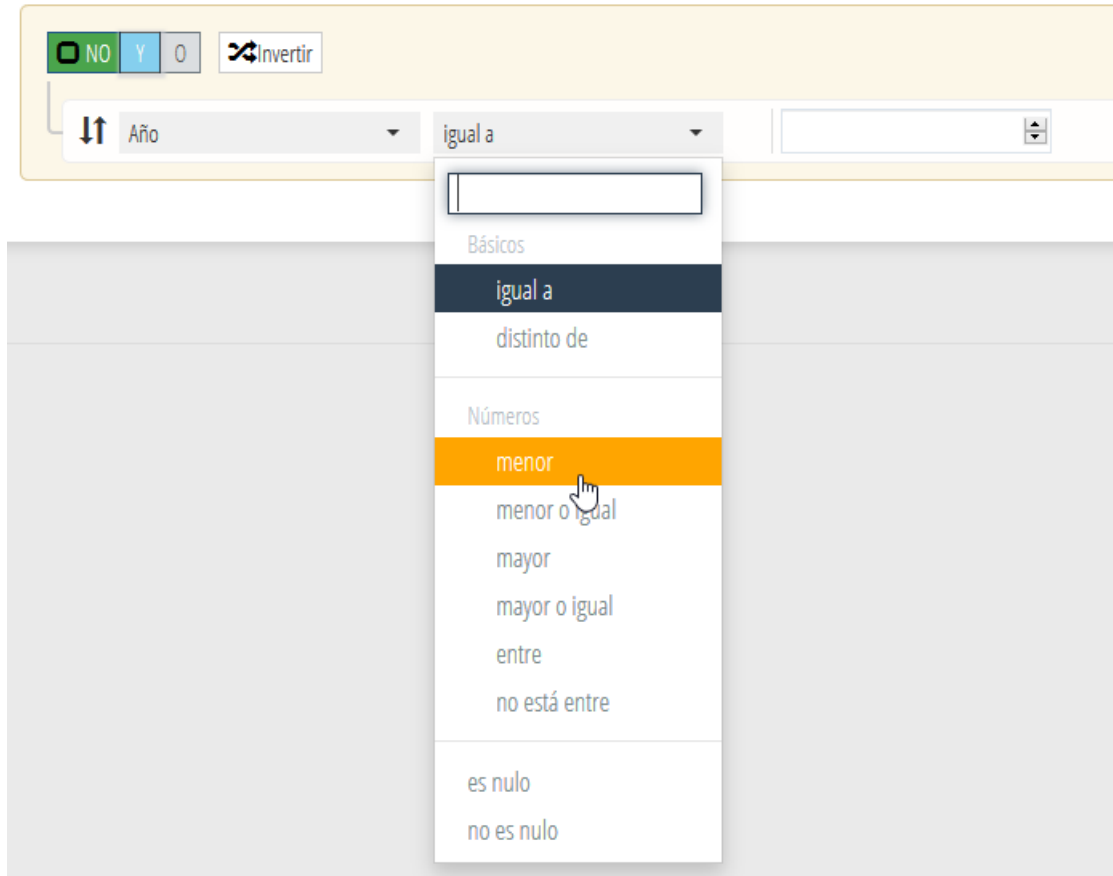 NO Y O Invertir
Año igual a
Básicos
igual a
distinto de
Números
menor
menor o igual
mayor
mayor o igual
entre
no está entre
es nulo
no es nulo